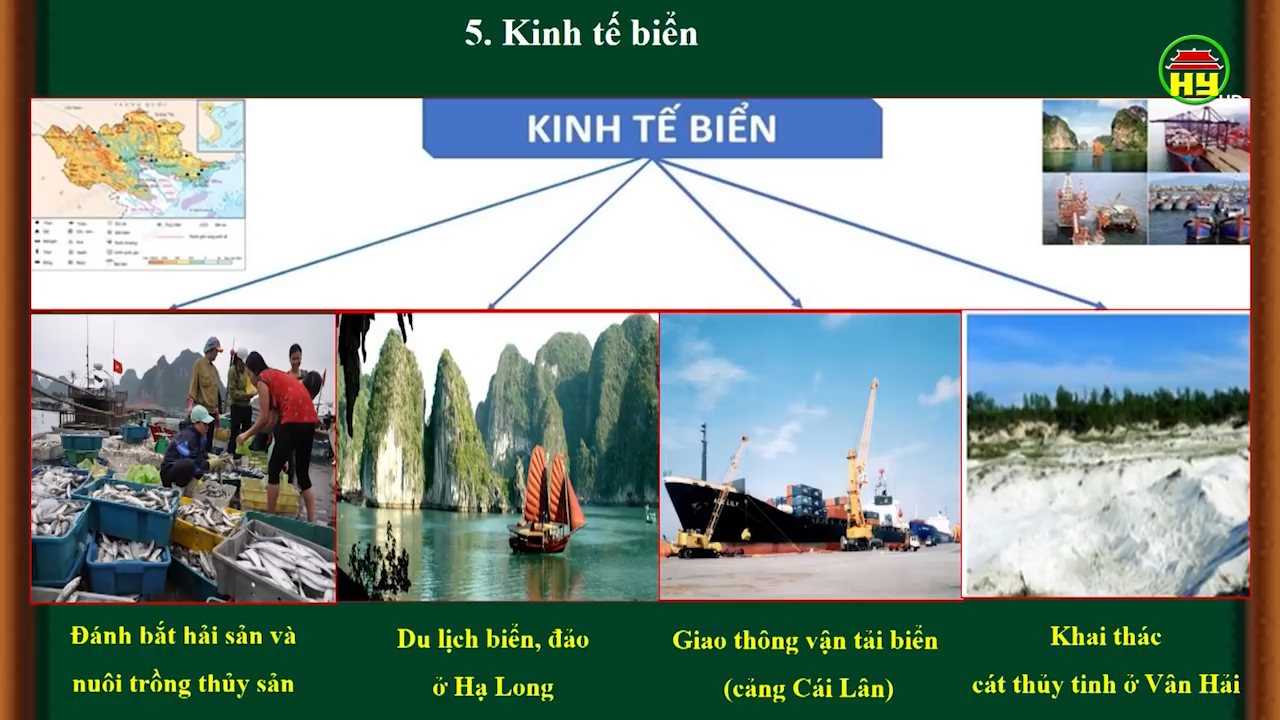 5. Kinh tế biển
HY
KINH TẾ BIỂN
Đánh bắt hải sản và
nuôi trồng thủy sản
Du lịch biển, đảo
ở Hạ Long
Giao thông vận tải biển
(cảng Cái Lân)
Khai thác
cát thủy tinh ở Vân Hải